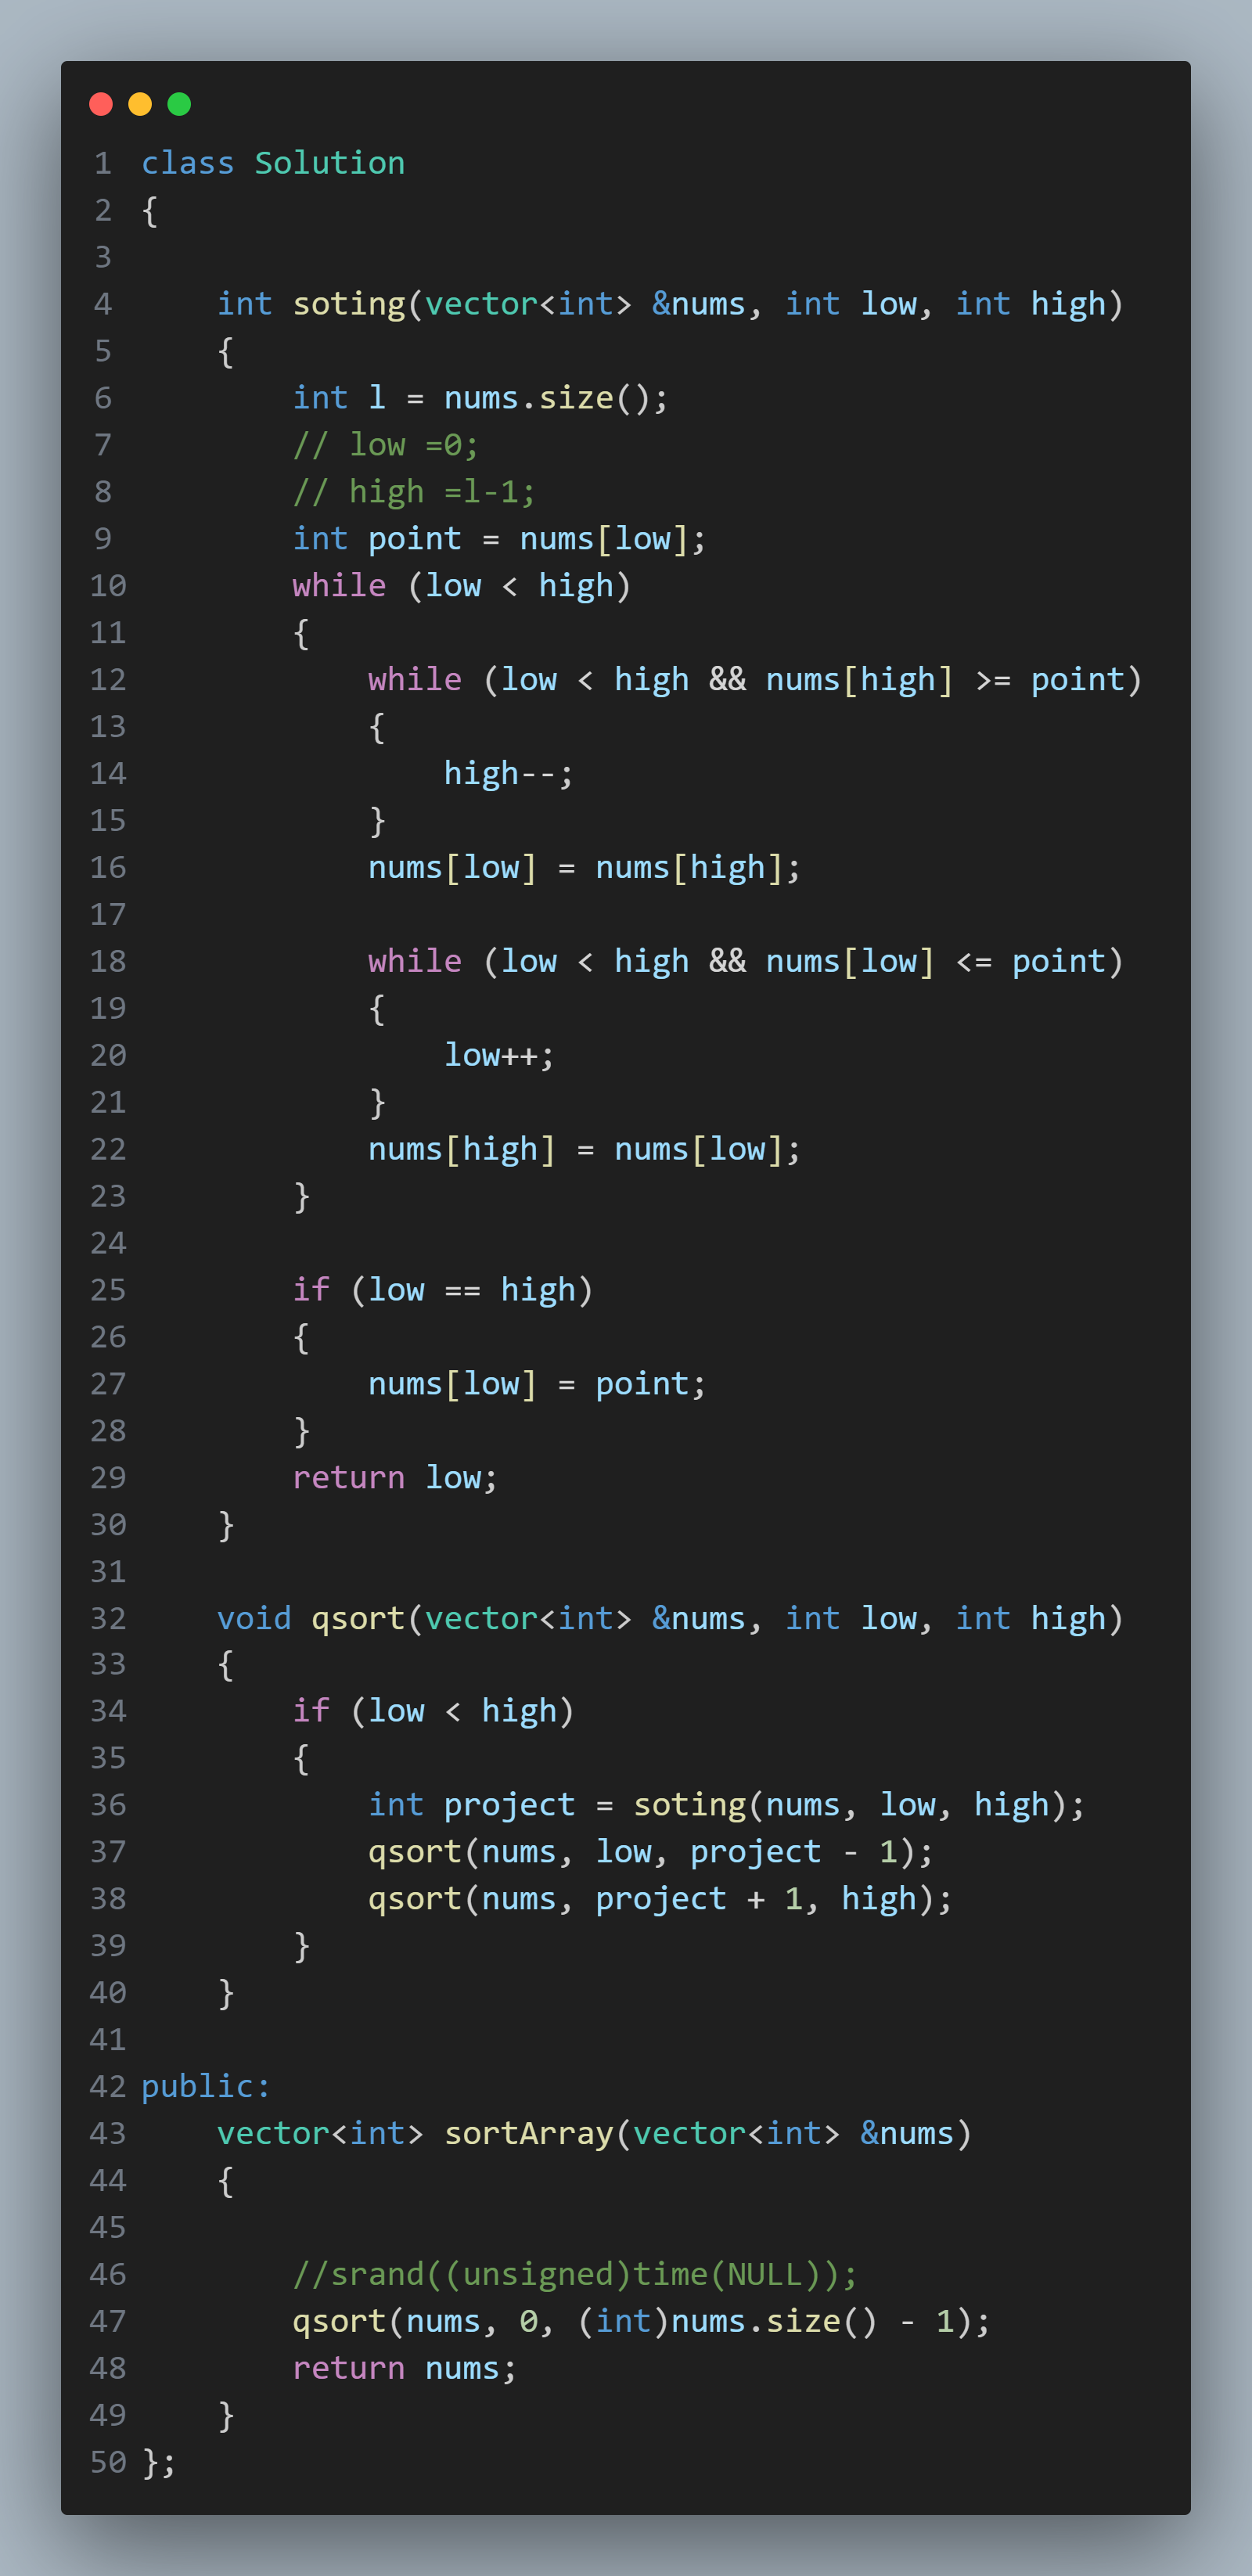 1 class Solution
2 {
3
4     int soting(vector<int> &nums, int low, int high)
5     {
6         int l = nums.size();
7         // low =0;
8         // high =l-1;
9         int point = nums[low];
10         while (low < high)
11         {
12             while (low < high && nums[high] >= point)
13             {
14                 high--;
15             }
16             nums[low] = nums[high];
17
18             while (low < high && nums[low] <= point)
19             {
20                 low++;
21             }
22             nums[high] = nums[low];
23         }
24
25         if (low == high)
26         {
27             nums[low] = point;
28         }
29         return low;
30     }
31
32     void qsort(vector<int> &nums, int low, int high)
33     {
34         if (low < high)
35         {
36             int project = soting(nums, low, high);
37             qsort(nums, low, project - 1);
38             qsort(nums, project + 1, high);
39         }
40     }
41
42 public:
43     vector<int> sortArray(vector<int> &nums)
44     {
45
46         //srand((unsigned)time(NULL));
47         qsort(nums, 0, (int)nums.size() - 1);
48         return nums;
49     }
50 };